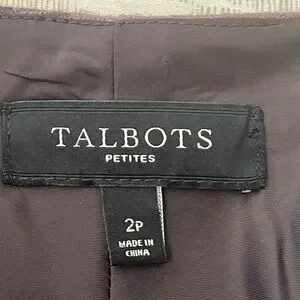 TALBOTS
PETITES
2P
MADE IN
CHINA